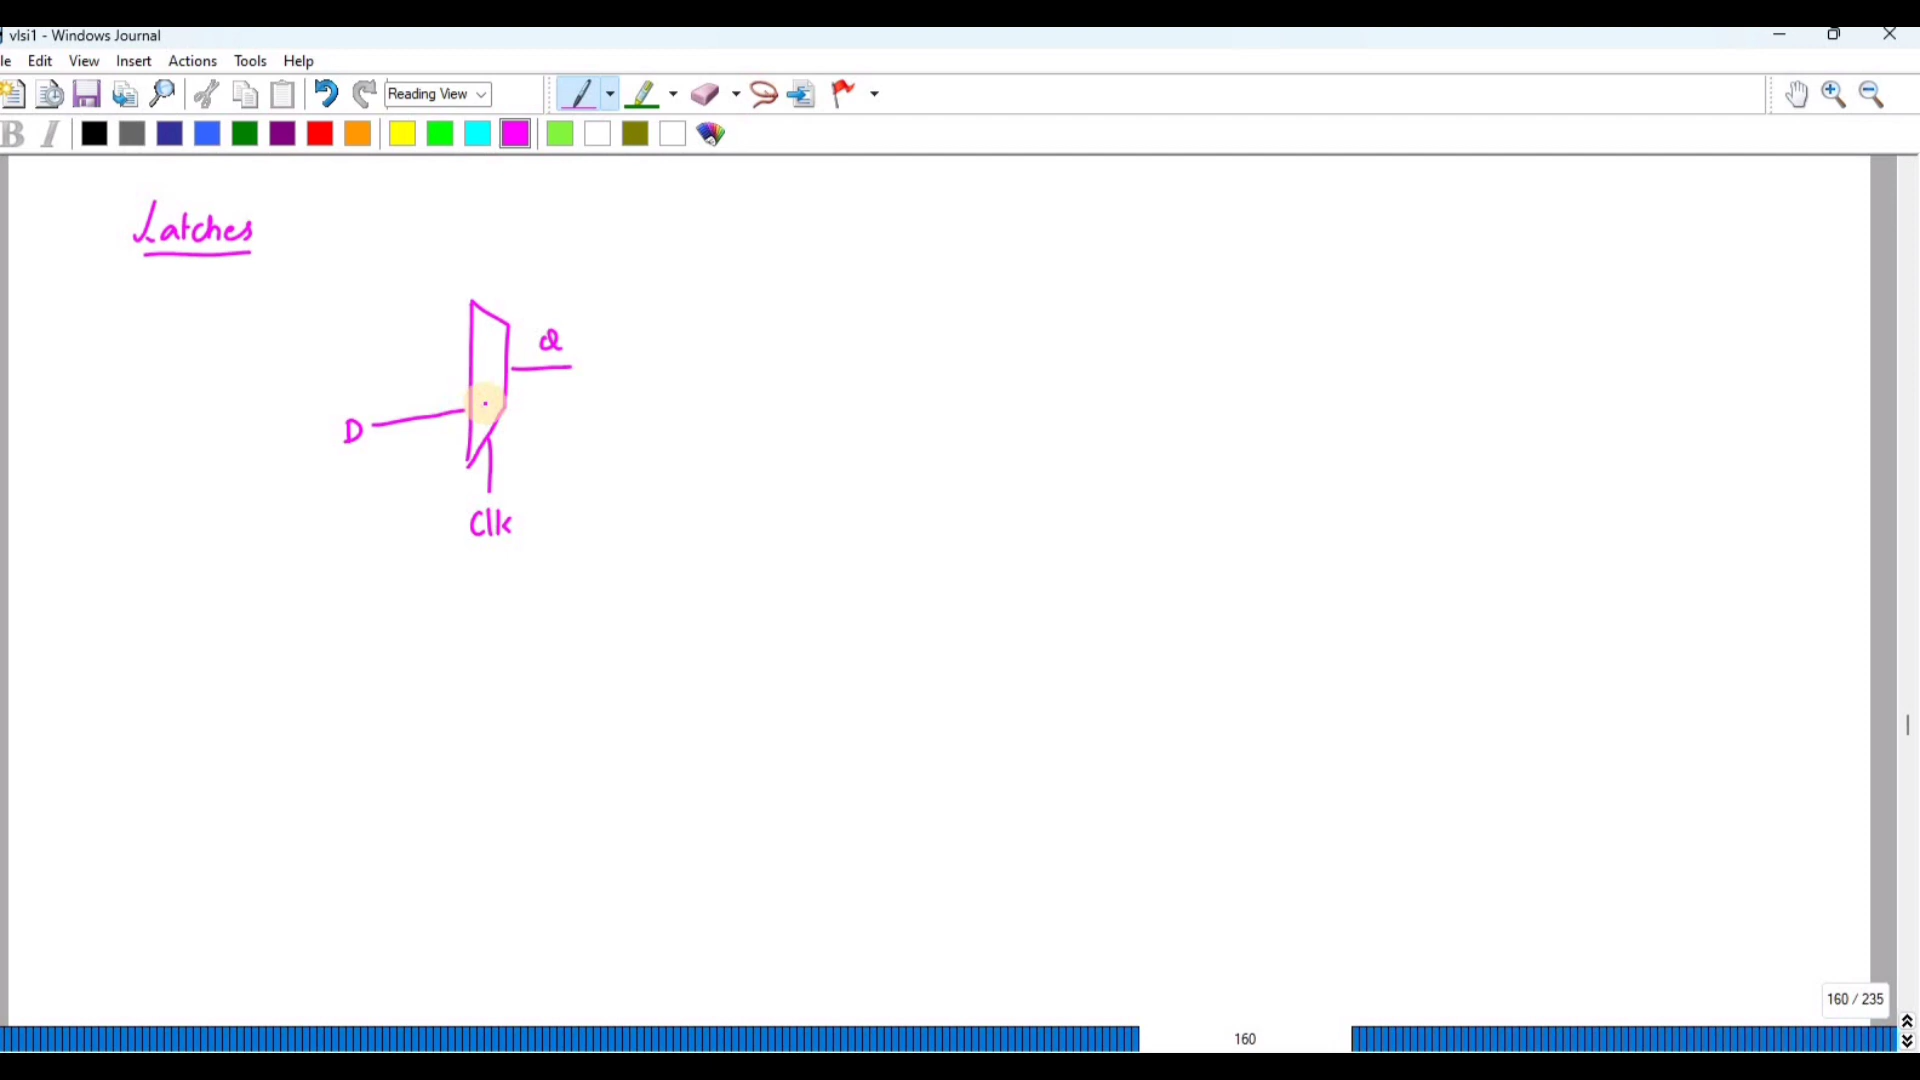 vlsi1 - Windows Journal
le Edit View Insert Actions Tools Help
Reading View
B I
Latches
Q
D
Clk
160 / 235
160